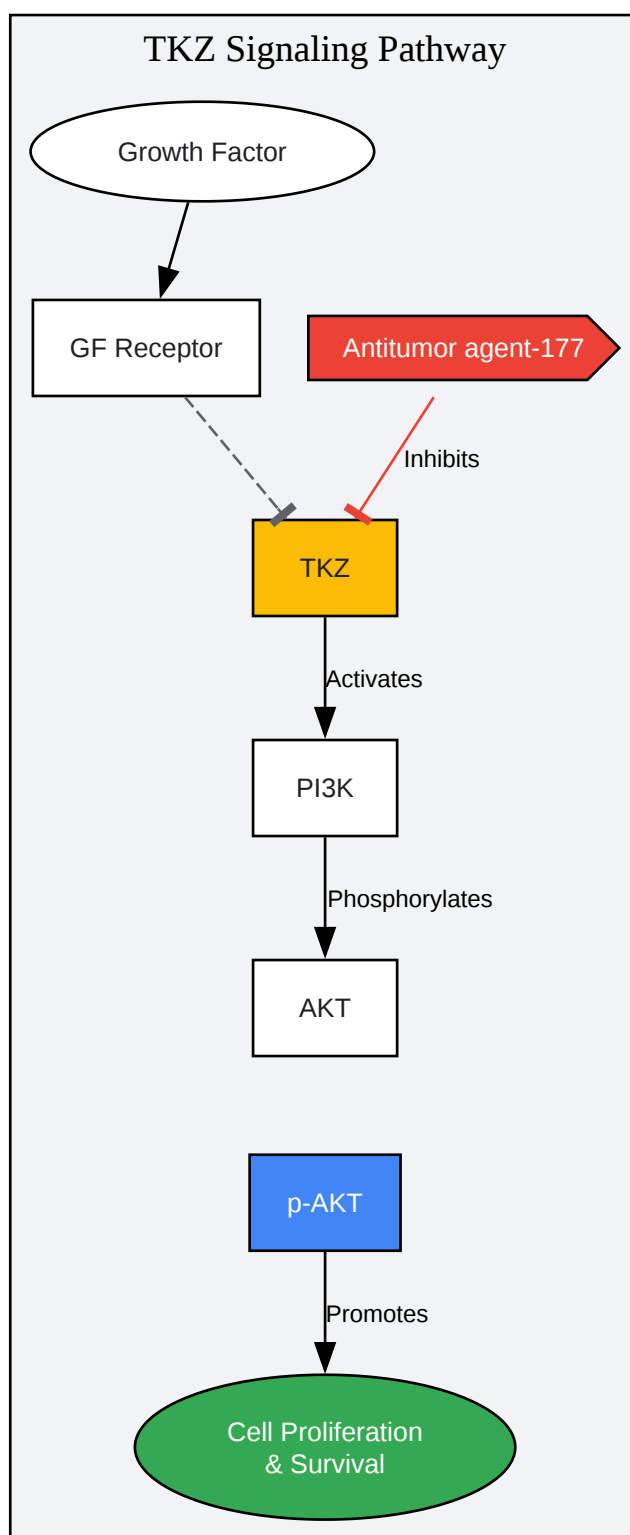 TKZ Signaling Pathway
Growth Factor
GF Receptor
Antitumor agent-177
Inhibits
TKZ
Activates
PI3K
Phosphorylates
AKT
p-AKT
Promotes
Cell Proliferation
& Survival